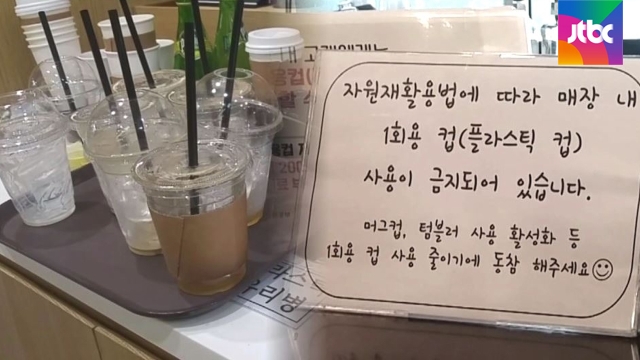 jtbc
자원재활용법에 따라 매장 내
1회용 컵(플라스틱 컵)
사용이 금지되어 있습니다.
머그컵, 텀블러 사용 활성화 등
1회용 컵 사용 줄이기에 동참 해주세요